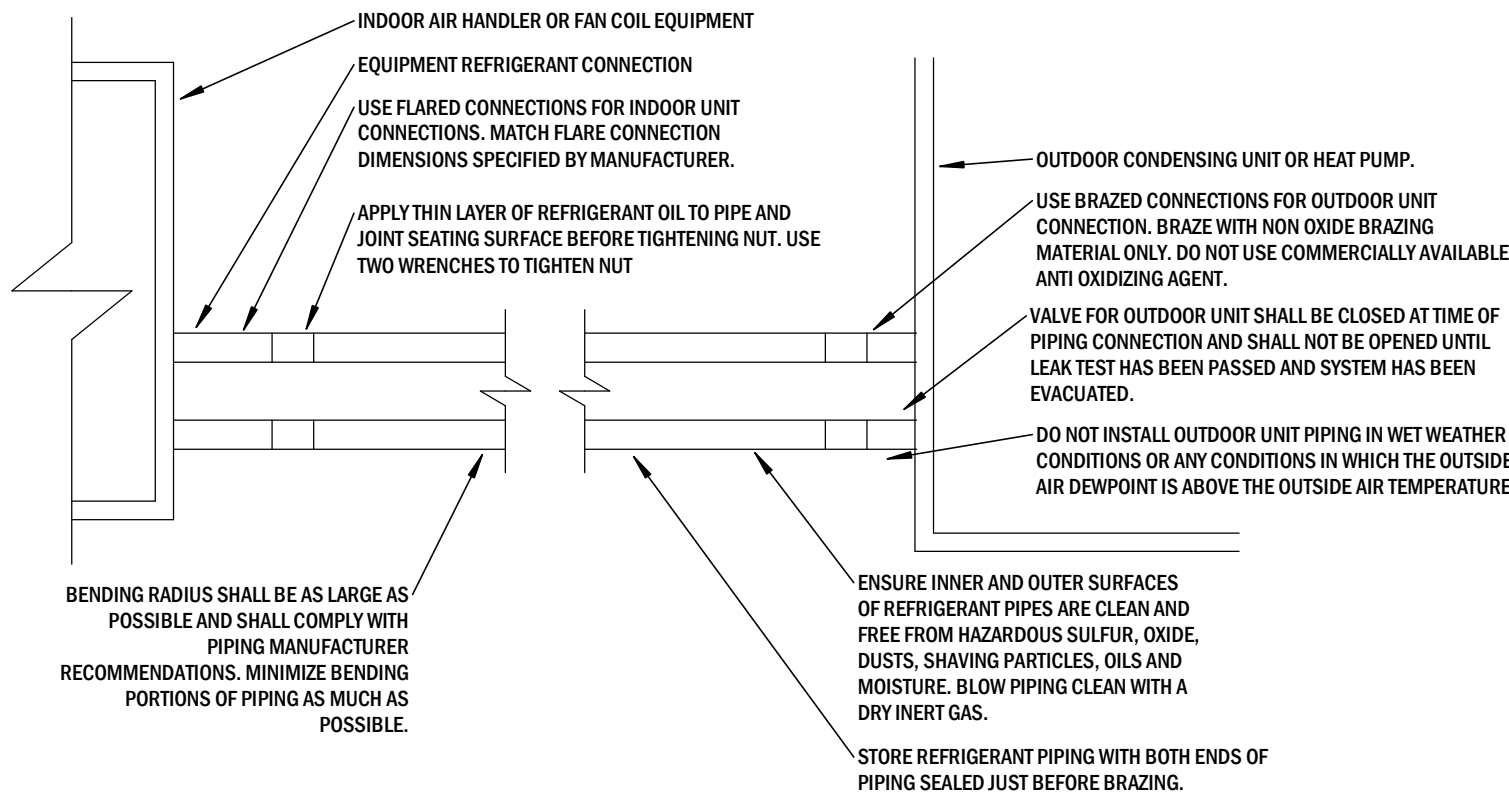 INDOOR AIR HANDLER OR FAN COIL EQUIPMENT
EQUIPMENT REFRIGERANT CONNECTION
USE FLARED CONNECTIONS FOR INDOOR UNIT
CONNECTIONS. MATCH FLARE CONNECTION
DIMENSIONS SPECIFIED BY MANUFACTURER.
APPLY THIN LAYER OF REFRIGERANT OIL TO PIPE AND
JOINT SEATING SURFACE BEFORE TIGHTENING NUT. USE
TWO WRENCHES TO TIGHTEN NUT
OUTDOOR CONDENSING UNIT OR HEAT PUMP.
USE BRAZED CONNECTIONS FOR OUTDOOR UNIT
CONNECTION. BRAZE WITH NON OXIDE BRAZING
MATERIAL ONLY. DO NOT USE COMMERCIALLY AVAILABLE
ANTI OXIDIZING AGENT.
VALVE FOR OUTDOOR UNIT SHALL BE CLOSED AT TIME OF
PIPING CONNECTION AND SHALL NOT BE OPENED UNTIL
LEAK TEST HAS BEEN PASSED AND SYSTEM HAS BEEN
EVACUATED.
DO NOT INSTALL OUTDOOR UNIT PIPING IN WET WEATHER
CONDITIONS OR ANY CONDITIONS IN WHICH THE OUTSIDE
AIR DEWPOINT IS ABOVE THE OUTSIDE AIR TEMPERATURE
BENDING RADIUS SHALL BE AS LARGE AS
POSSIBLE AND SHALL COMPLY WITH
PIPING MANUFACTURER
RECOMMENDATIONS. MINIMIZE BENDING
PORTIONS OF PIPING AS MUCH AS
POSSIBLE.
ENSURE INNER AND OUTER SURFACES
OF REFRIGERANT PIPES ARE CLEAN AND
FREE FROM HAZARDOUS SULFUR, OXIDE,
DUSTS, SHAVING PARTICLES, OILS AND
MOISTURE. BLOW PIPING CLEAN WITH A
DRY INERT GAS.
STORE REFRIGERANT PIPING WITH BOTH ENDS OF
PIPING SEALED JUST BEFORE BRAZING.